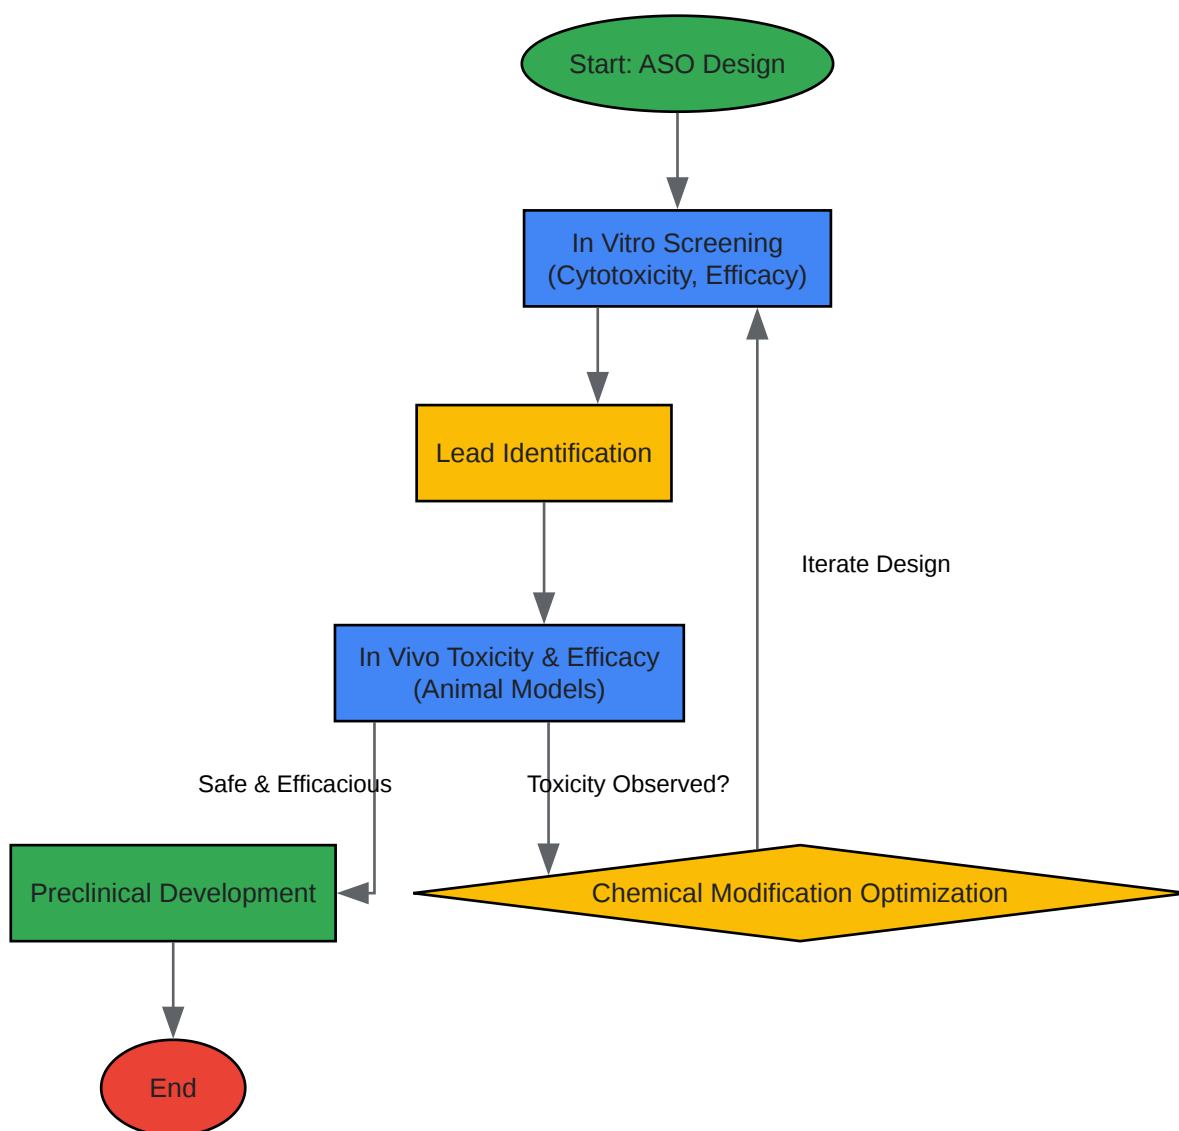 Start: ASO Design
In Vitro Screening
(Cytotoxicity, Efficacy)
Lead Identification
Iterate Design
In Vivo Toxicity & Efficacy
(Animal Models)
Safe & Efficacious
Toxicity Observed?
Preclinical Development
Chemical Modification Optimization
End